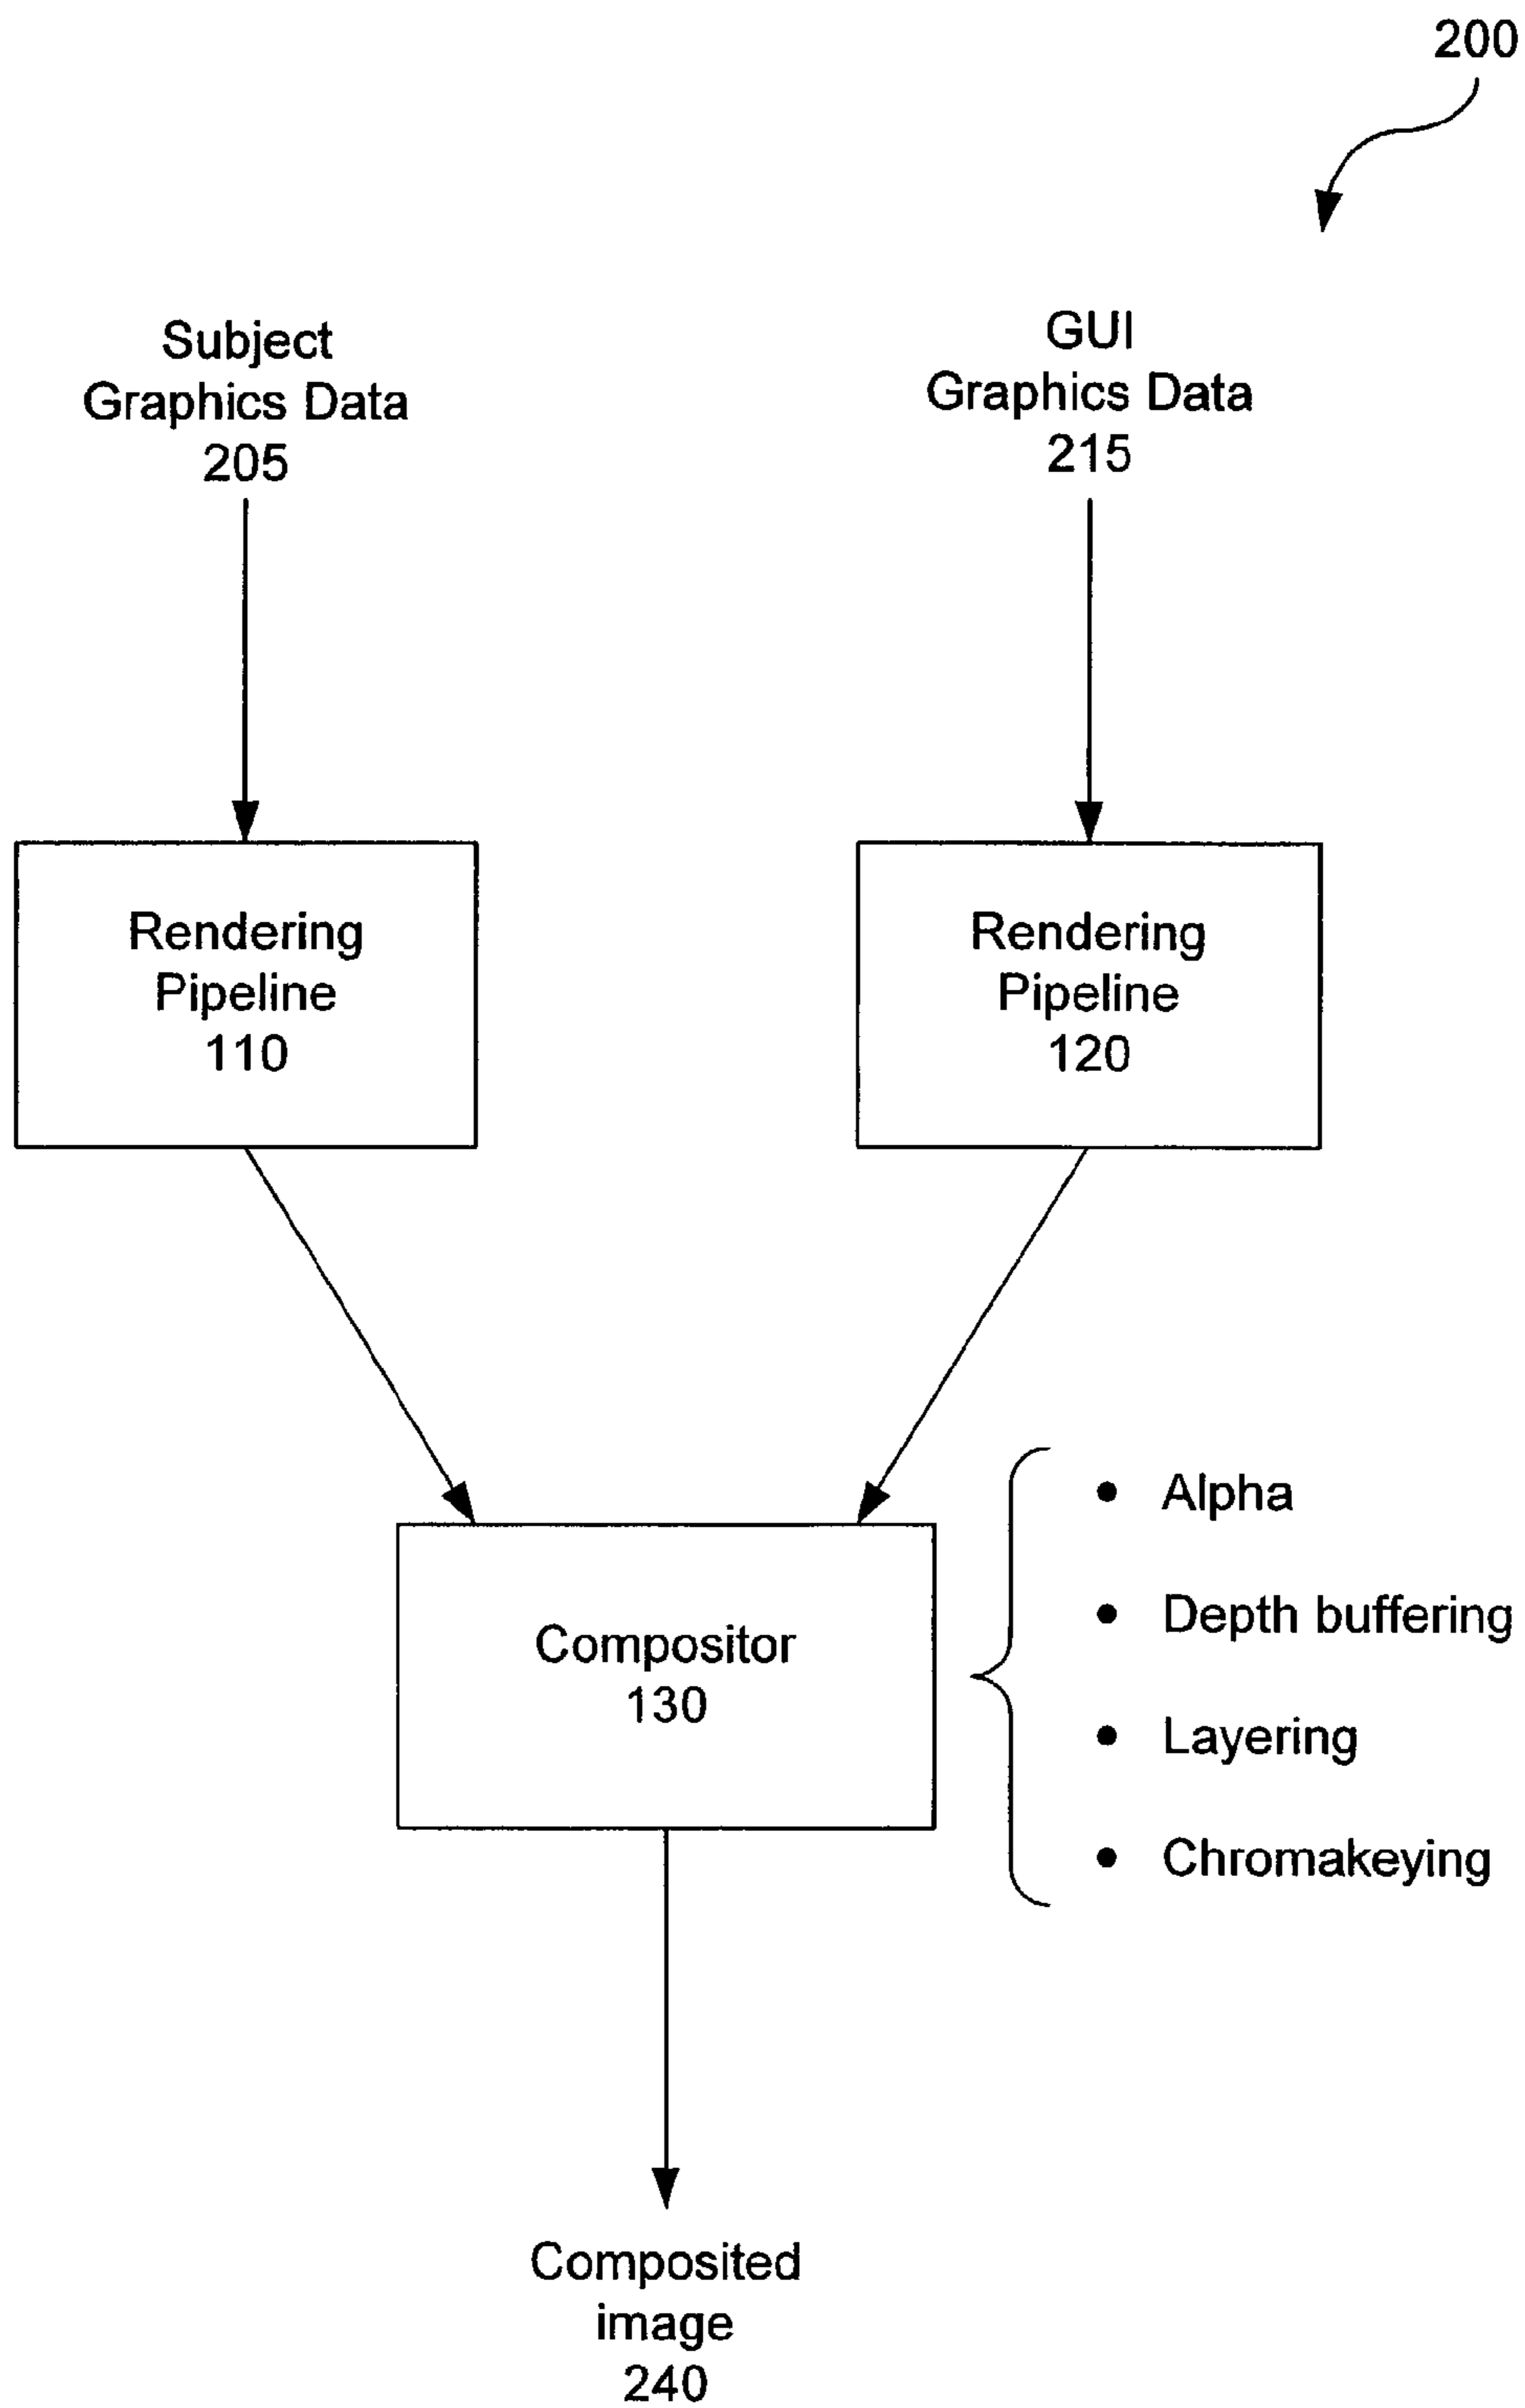 200
Subject
Graphics Data
205
GUI
Graphics Data
215
Rendering
Pipeline
110
Rendering
Pipeline
120
Compositor
130
• Alpha
• Depth buffering
• Layering
• Chromakeying
Composited
image
240